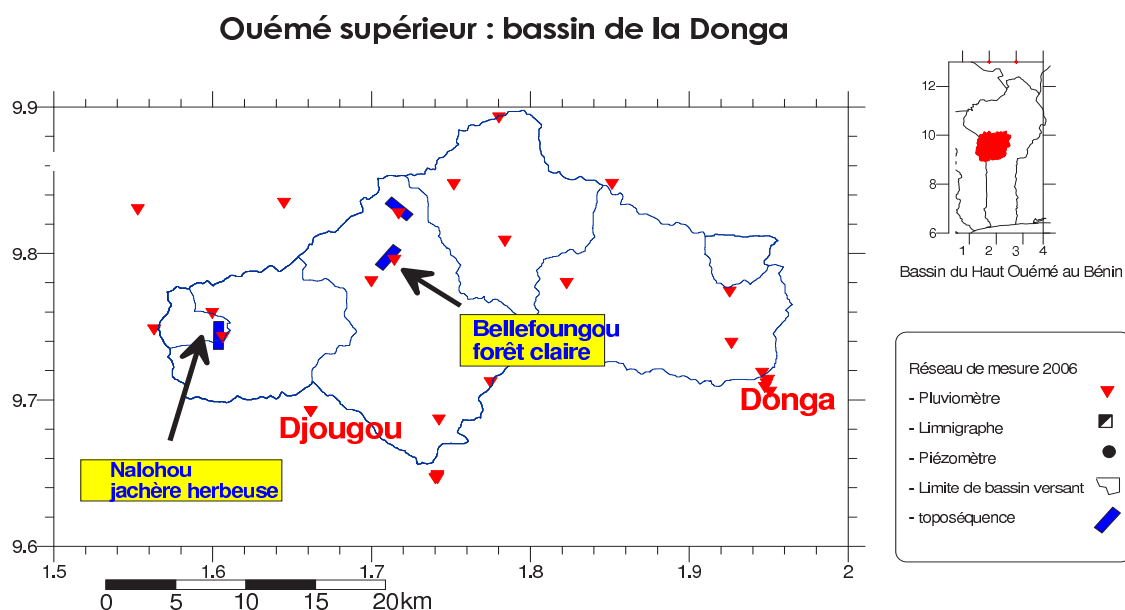 Ouémé supérieur : bassin de la Donga
9.9
9.8
9.7
9.6
1.5 1.6 1.7 1.8 1.9 2
Bellefoungou
forêt claire
Djougou
Donga
Nalohou
jachère herbeuse
0 5 10 15 20km
12
10
8
6
1 2 3 4
Bassin du Haut Ouémé au Bénin
Réseau de mesure 2006
- Pluviomètre
- Limnigraphe
- Piézomètre
- Limite de bassin versant
- toposéquence